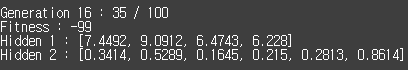 Generation 16 : 35 / 100
Fitness : -99
Hidden 1 : [7.4492, 9.0912, 6.4743, 6.228]
Hidden 2 : [0.3414, 0.5289, 0.1645, 0.215, 0.2813, 0.8614]